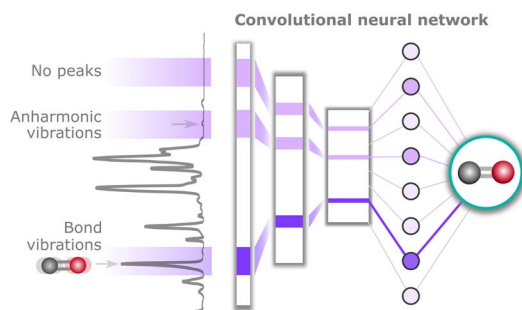 Convolutional neural network
No peaks
Anharmonic
vibrations
Bond
vibrations